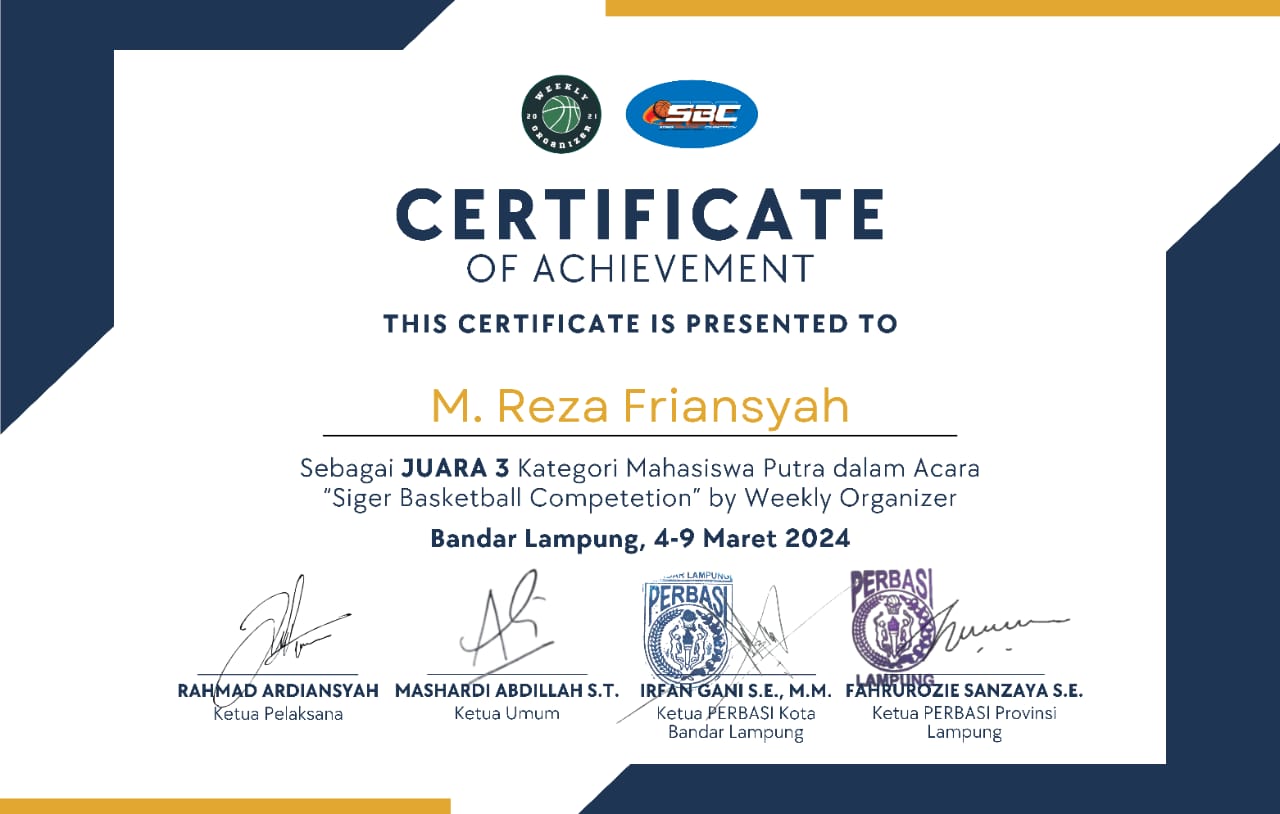 WEEKLY
20 21
ORGANIZER
SBC
CERTIFICATE
OF ACHIEVEMENT
THIS CERTIFICATE IS PRESENTED TO
M. Reza Friansyah
Sebagai JUARA 3 Kategori Mahasiswa Putra dalam Acara
“Siger Basketball Competetion” by Weekly Organizer
Bandar Lampung, 4-9 Maret 2024
PERBASI
PERBASI
LAMPUNG
RAHMAD ARDIANSYAH MASHARDI ABDILLAH S.T. IRFAN GANI S.E., M.M. FAHRUROZIE SANZAYA S.E.
Ketua Pelaksana Ketua Umum Ketua PERBASI Kota Ketua PERBASI Provinsi
Bandar Lampung Lampung